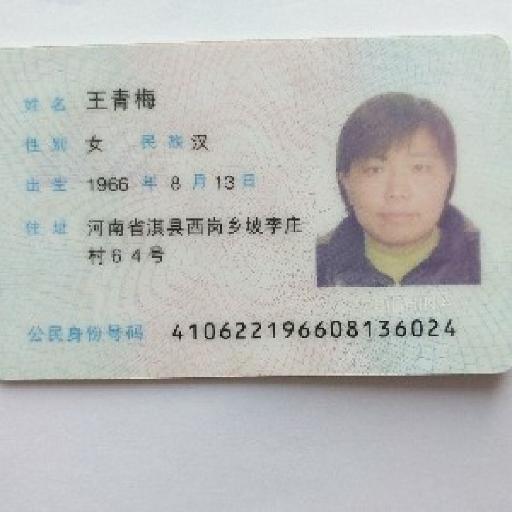 姓名 王青梅
性别 女 民族 汉
出生 1966 年 8 月 13 日
住址 河南省淇县西岗乡坡李庄
村64号
公民身份号码 410622196608136024